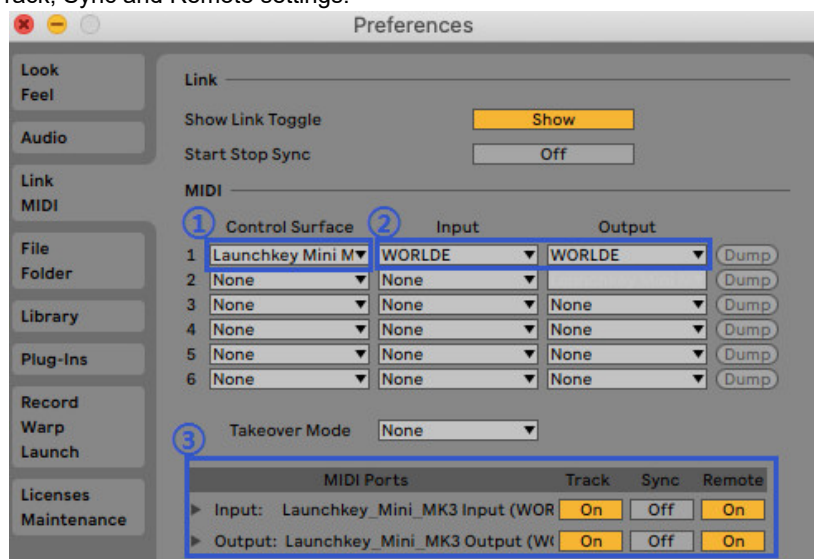 Track, Sync and Remote settings.
Preferences
Look
Feel
Audio
Link
MIDI
File
Folder
Library
Plug-Ins
Record
Warp
Launch
Licenses
Maintenance
Link
Show Link Toggle Show
Start Stop Sync Off
MIDI
① Control Surface ② Input Output
1 Launchkey Mini M WORLDE WORLDE Dump
2 None None Dump
3 None None None Dump
4 None None None Dump
5 None None None Dump
6 None None None Dump
③ Takeover Mode None
MIDI Ports Track Sync Remote
Input: Launchkey_Mini_MK3 Input (WOR On Off On
Output: Launchkey_Mini_MK3 Output (W On Off On